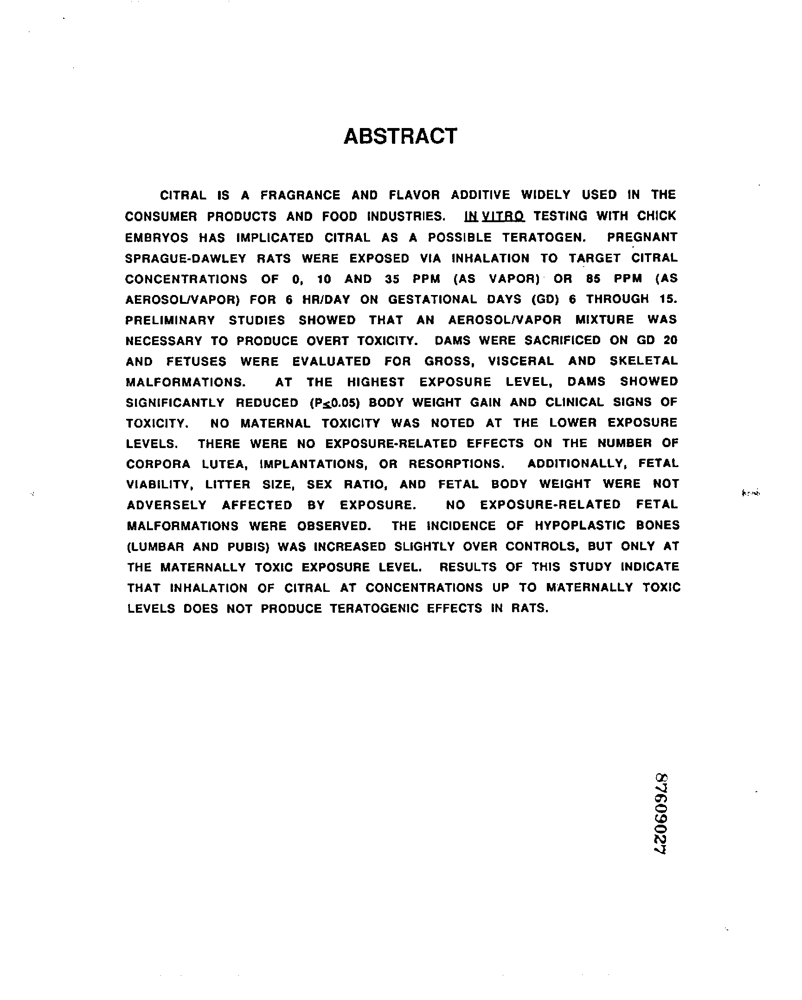 ABSTRACT
CITRAL IS A FRAGRANCE AND FLAVOR ADDITIVE WIDELY USED IN THE
CONSUMER PRODUCTS AND FOOD INDUSTRIES. IN VITRO TESTING WITH CHICK
EMBRYOS HAS IMPLICATED CITRAL AS A POSSIBLE TERATOGEN. PREGNANT
SPRAGUE-DAWLEY RATS WERE EXPOSED VIA INHALATION TO TARGET CITRAL
CONCENTRATIONS OF 0, 10 AND 35 PPM (AS VAPOR) OR 85 PPM (AS
AEROSOL/VAPOR) FOR 6 HR/DAY ON GESTATIONAL DAYS (GD) 6 THROUGH 15.
PRELIMINARY STUDIES SHOWED THAT AN AEROSOL/VAPOR MIXTURE WAS
NECESSARY TO PRODUCE OVERT TOXICITY. DAMS WERE SACRIFICED ON GD 20
AND FETUSES WERE EVALUATED FOR GROSS, VISCERAL AND SKELETAL
MALFORMATIONS. AT THE HIGHEST EXPOSURE LEVEL, DAMS SHOWED
SIGNIFICANTLY REDUCED (P≤0.05) BODY WEIGHT GAIN AND CLINICAL SIGNS OF
TOXICITY. NO MATERNAL TOXICITY WAS NOTED AT THE LOWER EXPOSURE
LEVELS. THERE WERE NO EXPOSURE-RELATED EFFECTS ON THE NUMBER OF
CORPORA LUTEA, IMPLANTATIONS, OR RESORPTIONS. ADDITIONALLY, FETAL
VIABILITY, LITTER SIZE, SEX RATIO, AND FETAL BODY WEIGHT WERE NOT
ADVERSELY AFFECTED BY EXPOSURE. NO EXPOSURE-RELATED FETAL
MALFORMATIONS WERE OBSERVED. THE INCIDENCE OF HYPOPLASTIC BONES
(LUMBAR AND PUBIS) WAS INCREASED SLIGHTLY OVER CONTROLS, BUT ONLY AT
THE MATERNALLY TOXIC EXPOSURE LEVEL. RESULTS OF THIS STUDY INDICATE
THAT INHALATION OF CITRAL AT CONCENTRATIONS UP TO MATERNALLY TOXIC
LEVELS DOES NOT PRODUCE TERATOGENIC EFFECTS IN RATS.
87609027